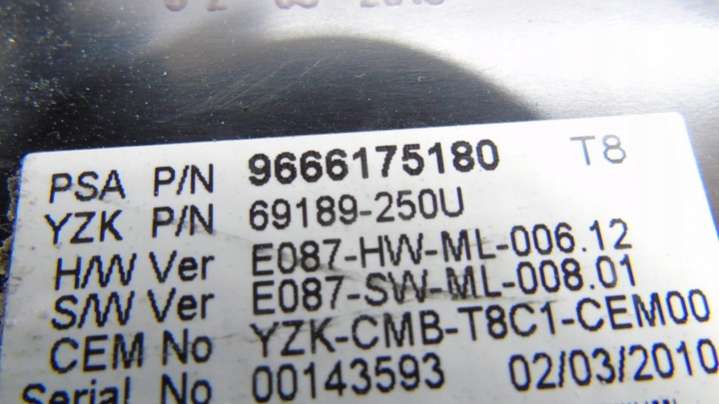 PSA P/N 9666175180 T8
YZK P/N 69189-250U
H/W Ver E087-HW-ML-006.12
S/W Ver E087-SW-ML-008.01
CEM No YZK-CMB-T8C1-CEM00
Serial No 00143593 02/03/2010